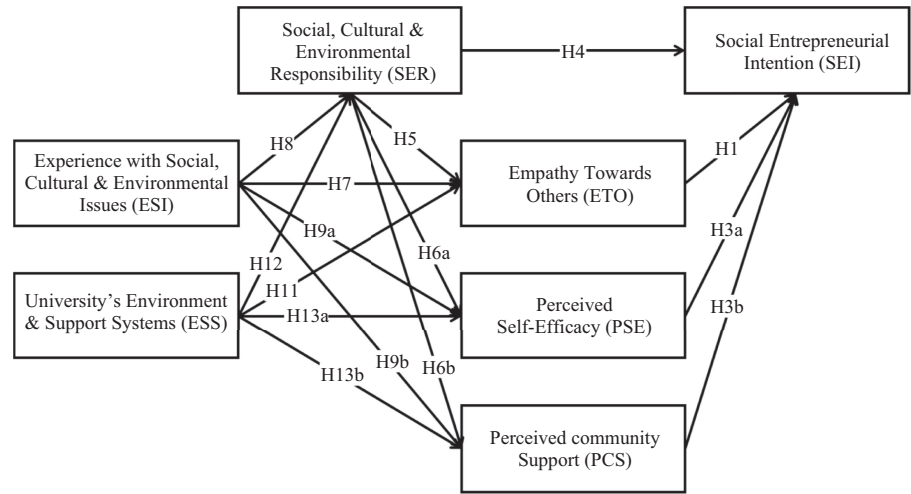 Social, Cultural &
Environmental
Responsibility (SER)
H4
Social Entrepreneurial
Intention (SEI)
H8
H5
H1
Experience with Social,
Cultural & Environmental
Issues (ESI)
H7
Empathy Towards
Others (ETO)
H9a
H3a
H6a
H12
H11
H3b
University’s Environment
& Support Systems (ESS)
H13a
Perceived
Self-Efficacy (PSE)
H9b
H6b
H13b
Perceived community
Support (PCS)